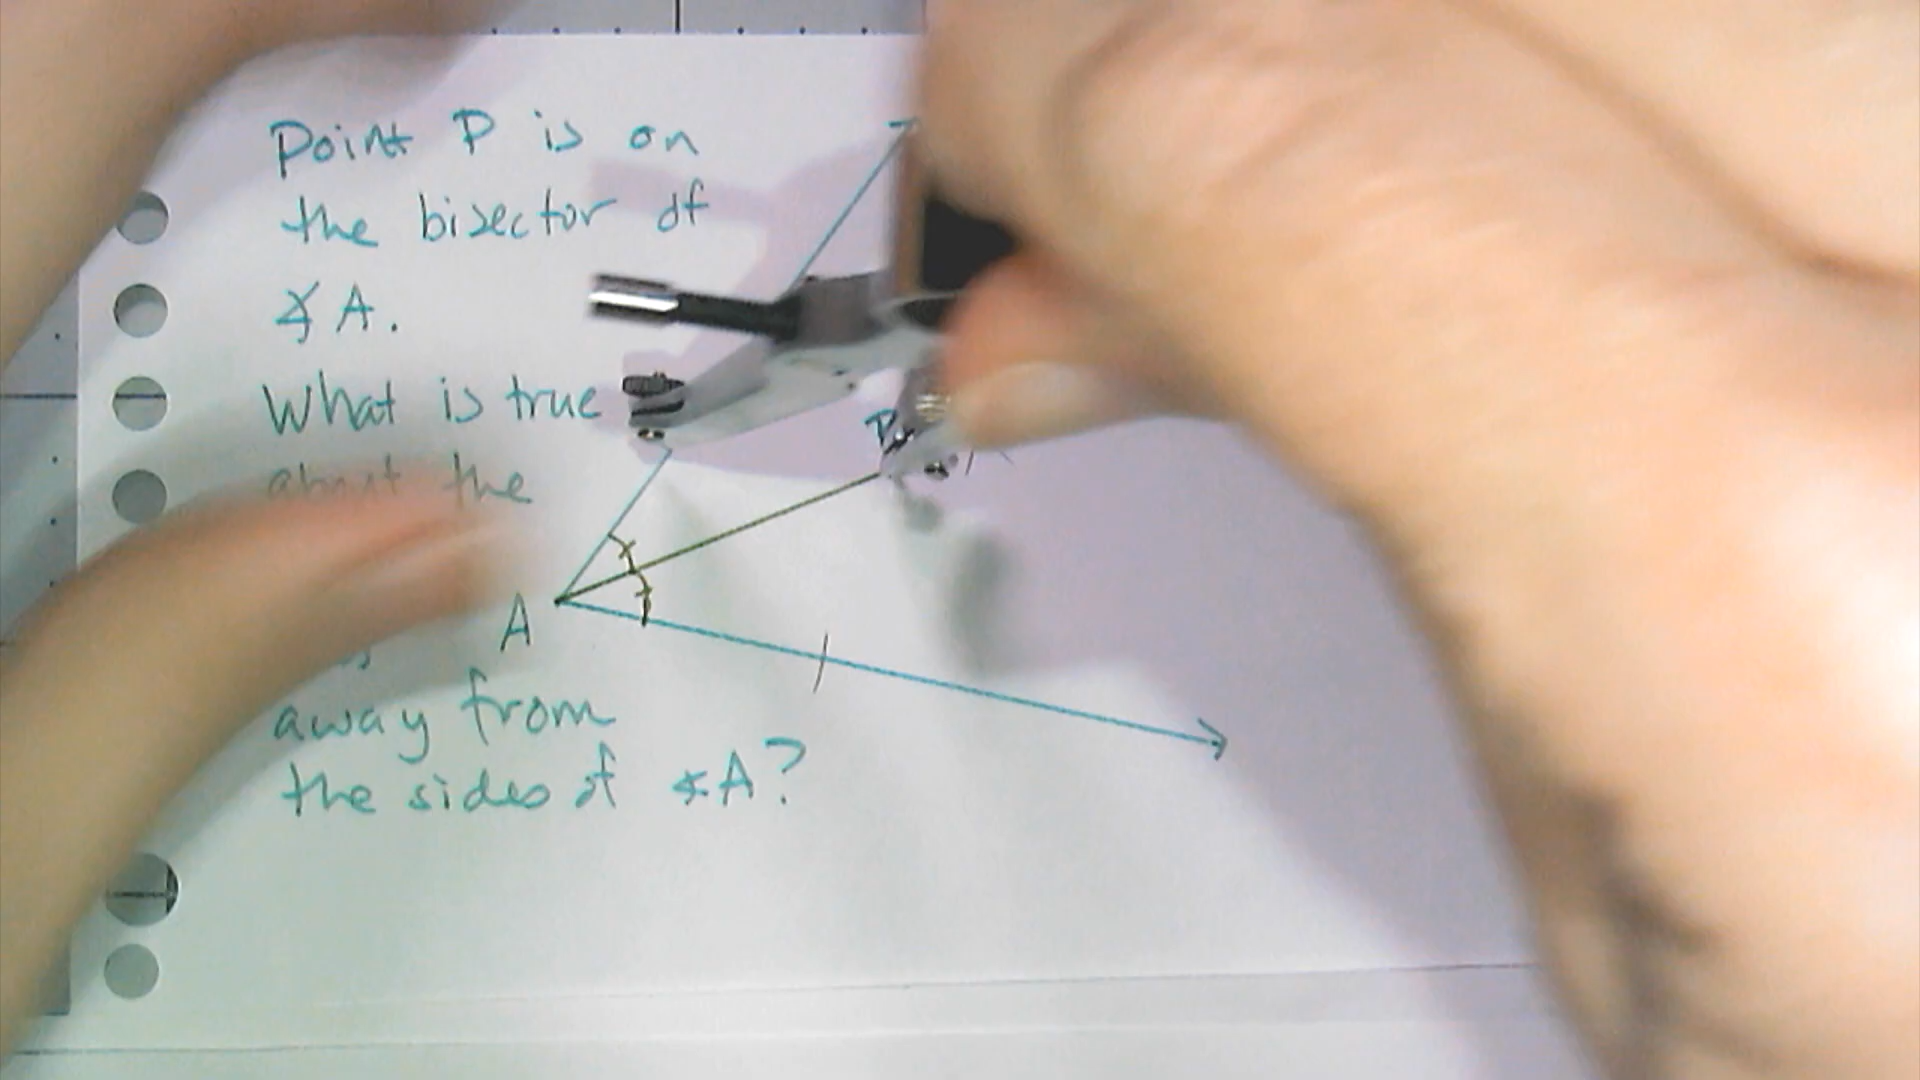 Point P is on
the bisector of
∡ A.
What is true
about the
away from
the sides of ∡A?
P
A